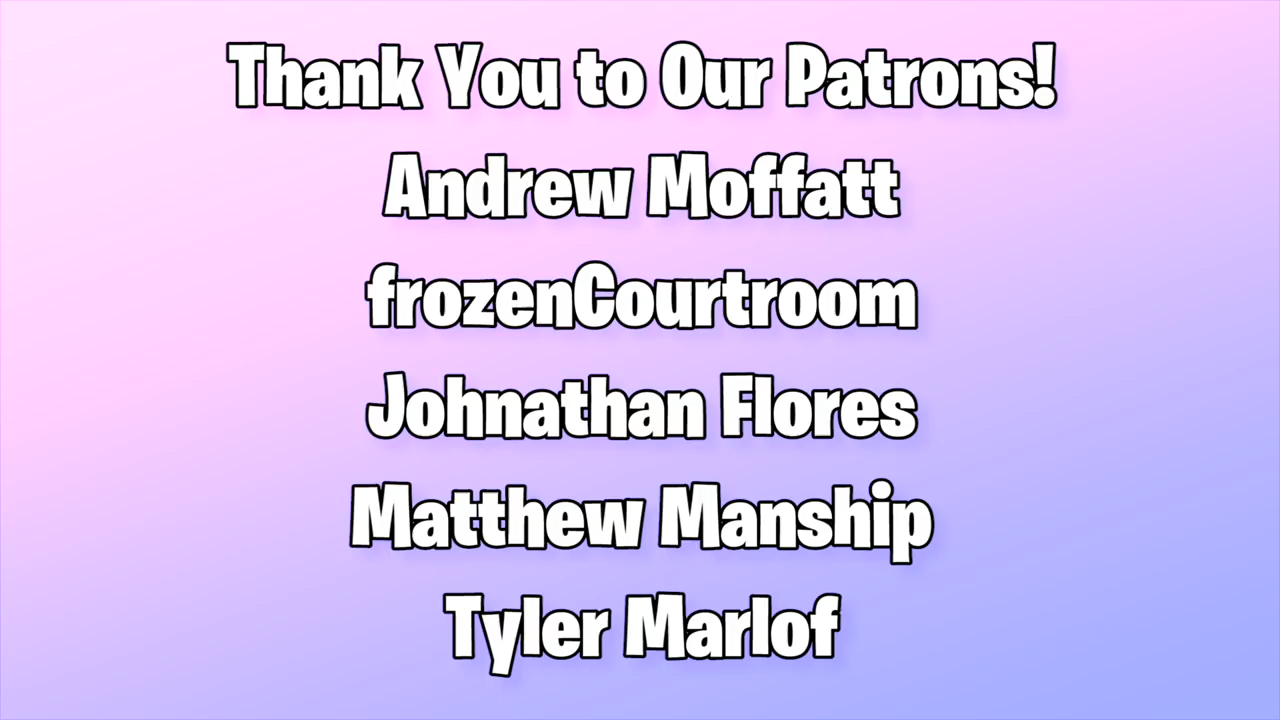 Thank You to Our Patrons!
Andrew Moffatt
frozenCourtroom
Johnathan Flores
Matthew Manship
Tyler Marlof